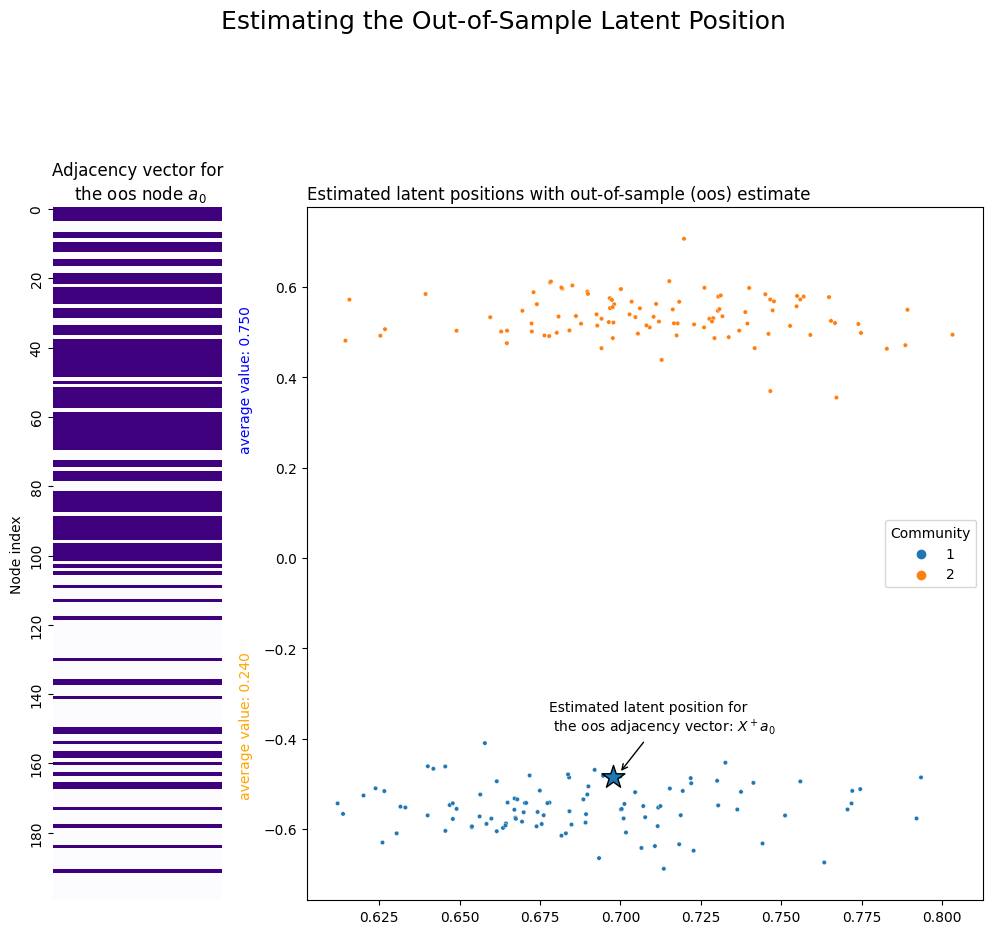 Estimating the Out-of-Sample Latent Position
Adjacency vector for
the oos node a₀
Node index
0
20
40
60
80
100
120
140
160
180
average value: 0.750
average value: 0.240
Estimated latent positions with out-of-sample (oos) estimate
0.6
0.4
0.2
0.0
−0.2
−0.4
−0.6
Community
1
2
Estimated latent position for
the oos adjacency vector: X⁺a₀
0.625 0.650 0.675 0.700 0.725 0.750 0.775 0.800